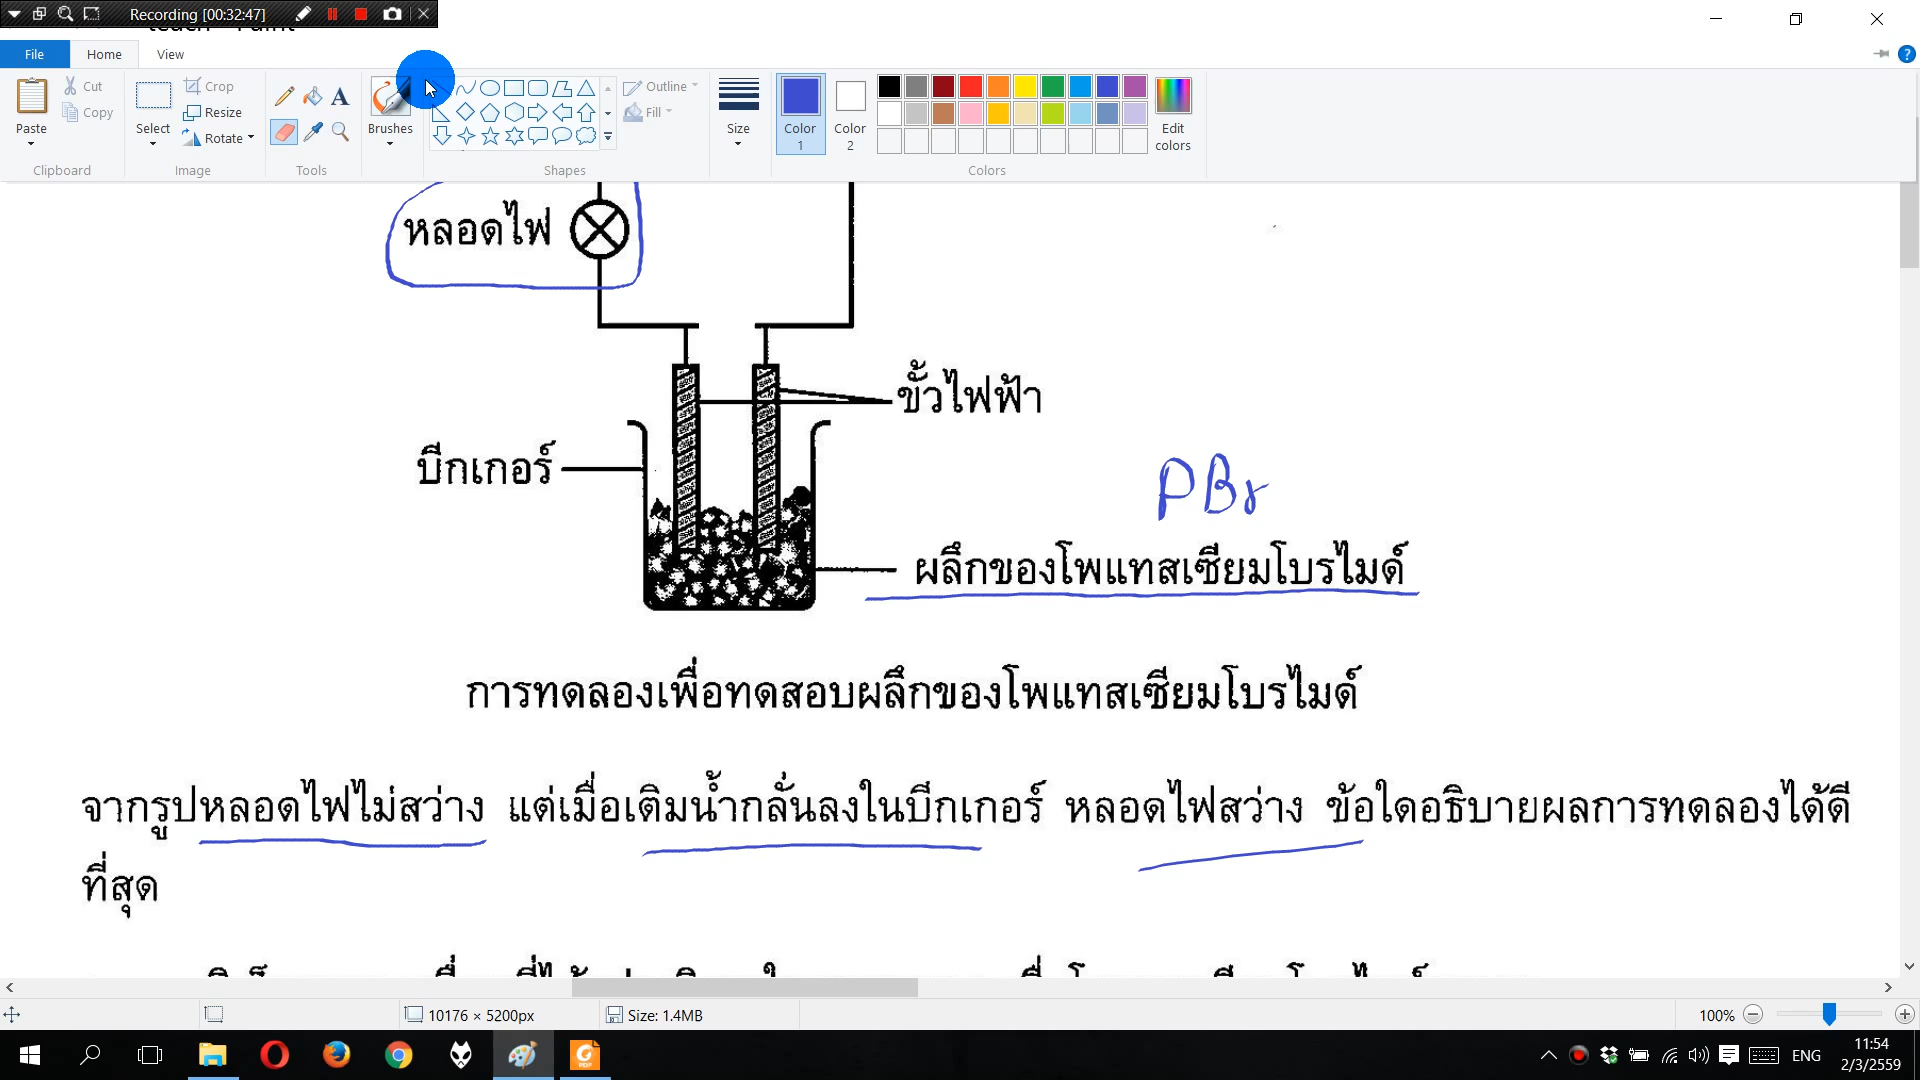 Recording [00:32:47]
File Home View
Paste Cut Copy Select Crop Resize Rotate Brushes Outline Fill Size Color 1 Color 2 Edit colors
Clipboard Image Tools Shapes Colors
หลอดไฟ
ขั้วไฟฟ้า
บีกเกอร์
PBr
ผลึกของโพแทสเซียมโบรไมด์
การทดลองเพื่อทดสอบผลึกของโพแทสเซียมโบรไมด์
จากรูปหลอดไฟไม่สว่าง แต่เมื่อเติมน้ำกลั่นลงในบีกเกอร์ หลอดไฟสว่าง ข้อใดอธิบายผลการทดลองได้ดี
ที่สุด
10176 × 5200px Size: 1.4MB 100%
ENG 11:54
2/3/2559